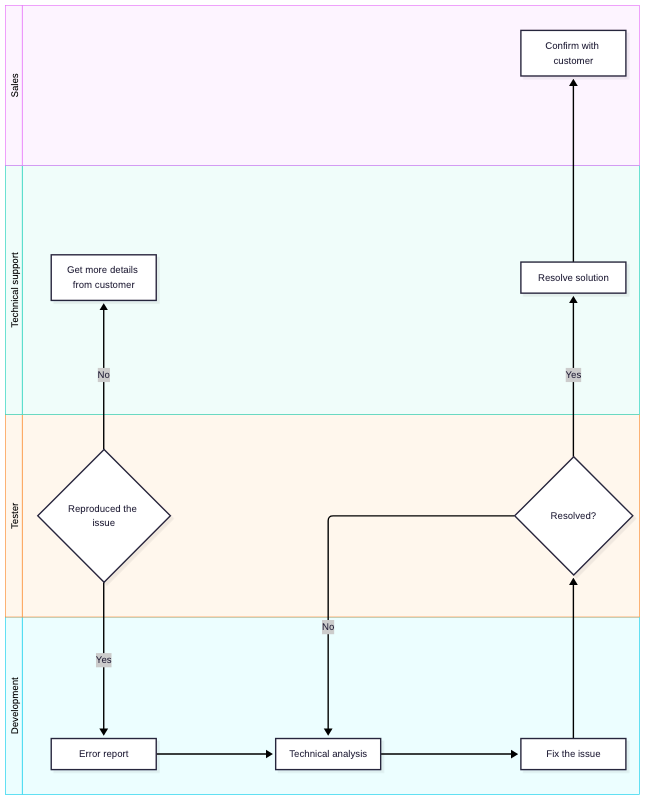 Sales
Confirm with
customer
Technical support
Get more details
from customer
Resolve solution
No
Yes
Tester
Reproduced the
issue
Resolved?
No
Yes
Development
Error report
Technical analysis
Fix the issue